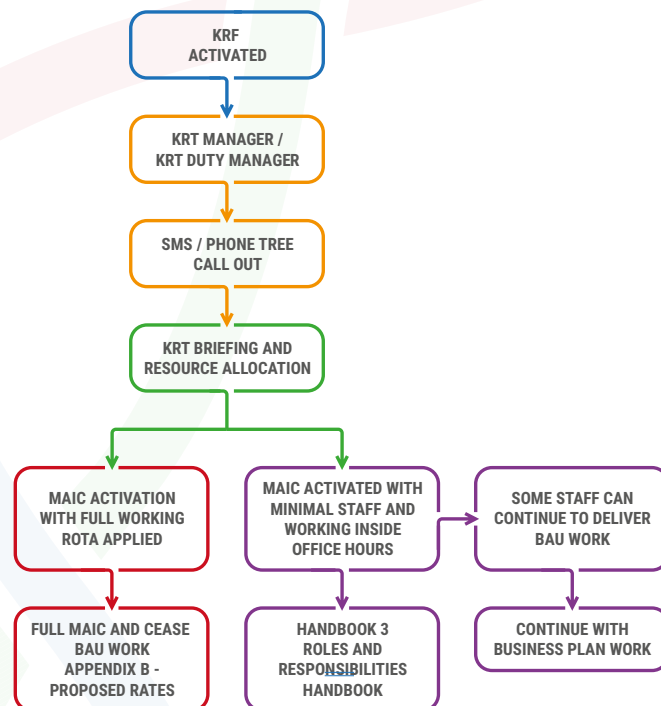 KRF
ACTIVATED
KRT MANAGER /
KRT DUTY MANAGER
SMS / PHONE TREE
CALL OUT
KRT BRIEFING AND
RESOURCE ALLOCATION
MAIC ACTIVATION
WITH FULL WORKING
ROTA APPLIED
MAIC ACTIVATED WITH
MINIMAL STAFF AND
WORKING INSIDE
OFFICE HOURS
SOME STAFF CAN
CONTINUE TO DELIVER
BAU WORK
FULL MAIC AND CEASE
BAU WORK
APPENDIX B -
PROPOSED RATES
HANDBOOK 3
ROLES AND
RESPONSIBILITIES
HANDBOOK
CONTINUE WITH
BUSINESS PLAN WORK